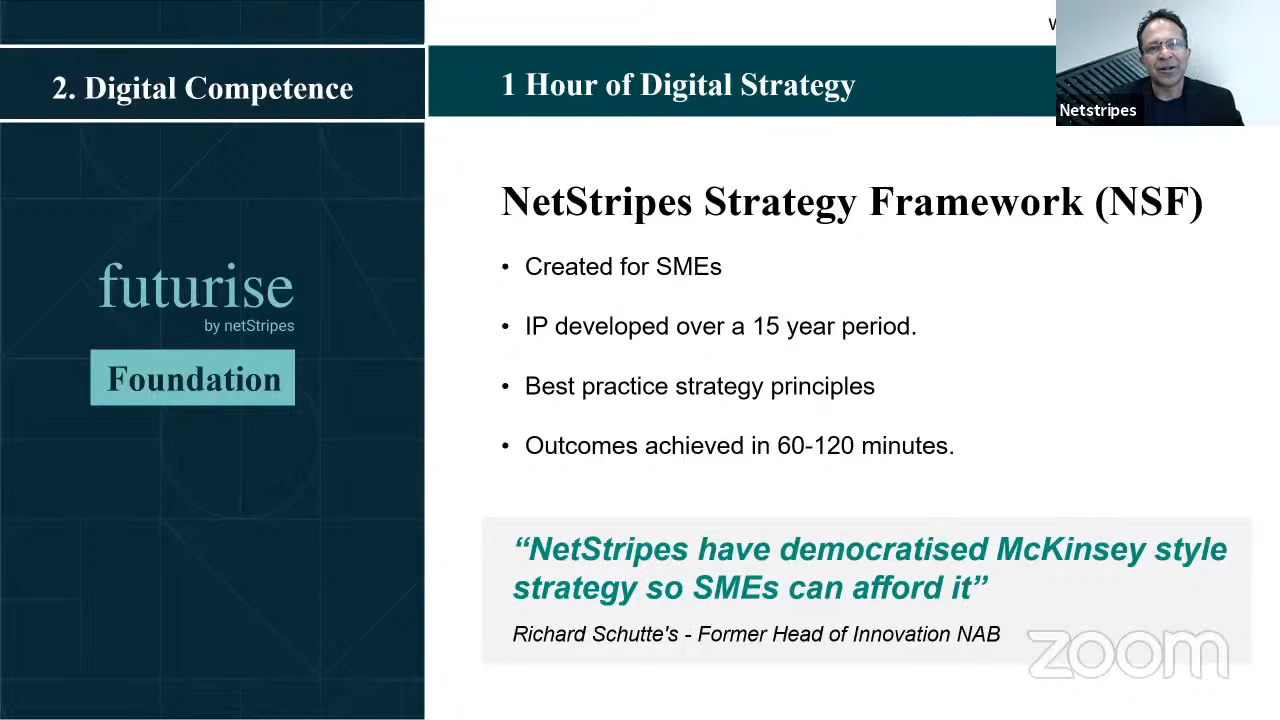 2. Digital Competence
1 Hour of Digital Strategy
Netstripes
NetStripes Strategy Framework (NSF)
• Created for SMEs
• IP developed over a 15 year period.
• Best practice strategy principles
• Outcomes achieved in 60-120 minutes.
futurise
by netStripes
Foundation
“NetStripes have democratised McKinsey style
strategy so SMEs can afford it”
Richard Schutte's - Former Head of Innovation NAB
zoom